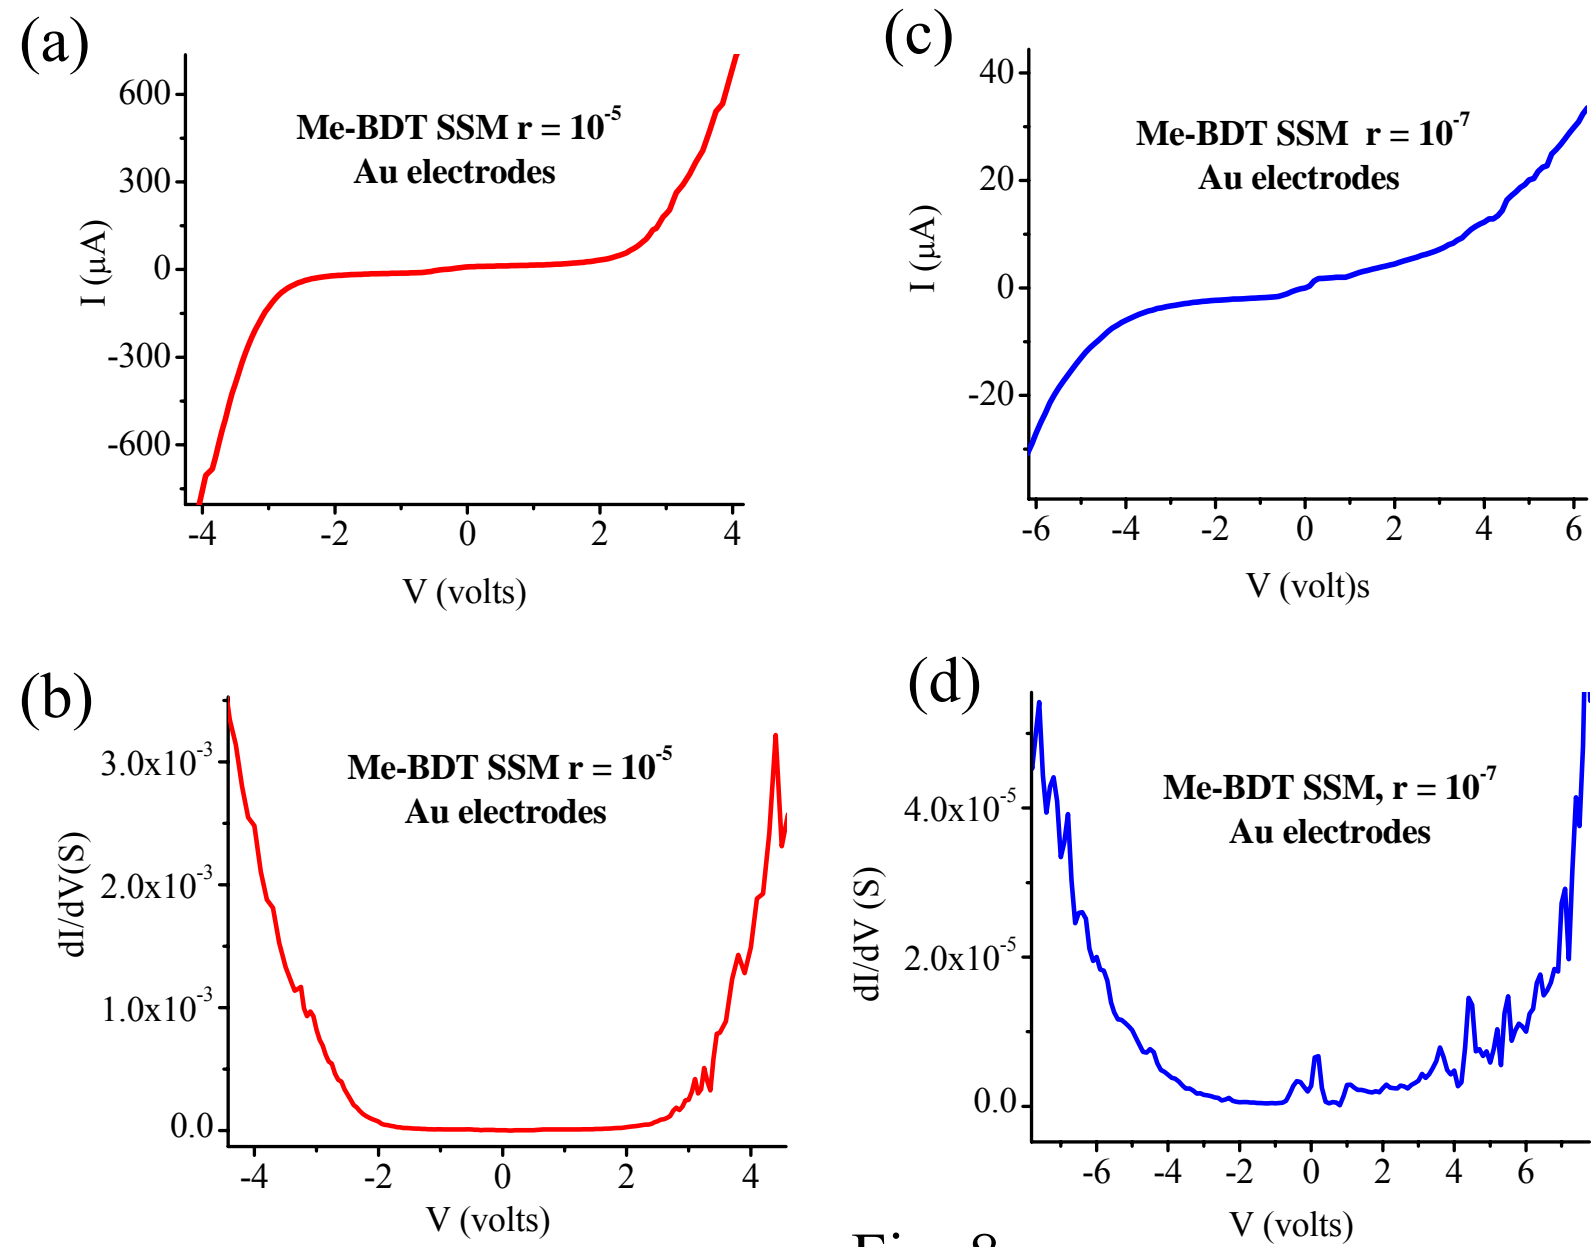 (a)
600
300
0
-300
-600
I (μA)
Me-BDT SSM r = 10⁻⁵
Au electrodes
-4 -2 0 2 4
V (volts)
(c)
40
20
0
-20
I (μA)
Me-BDT SSM r = 10⁻⁷
Au electrodes
-6 -4 -2 0 2 4 6
V (volt)s
(b)
3.0x10⁻³
2.0x10⁻³
1.0x10⁻³
0.0
dI/dV(S)
Me-BDT SSM r = 10⁻⁵
Au electrodes
-4 -2 0 2 4
V (volts)
(d)
4.0x10⁻⁵
2.0x10⁻⁵
0.0
dI/dV (S)
Me-BDT SSM, r = 10⁻⁷
Au electrodes
-6 -4 -2 0 2 4 6
V (volts)